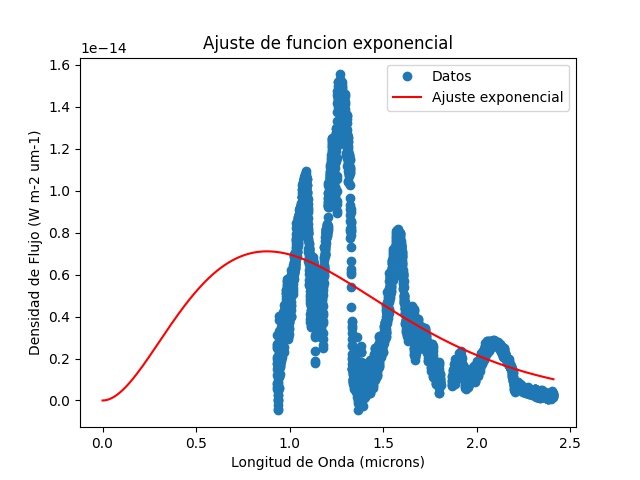 Ajuste de funcion exponencial
1e−14
Datos
Ajuste exponencial
Densidad de Flujo (W m-2 um-1)
1.6
1.4
1.2
1.0
0.8
0.6
0.4
0.2
0.0
0.0 0.5 1.0 1.5 2.0 2.5
Longitud de Onda (microns)